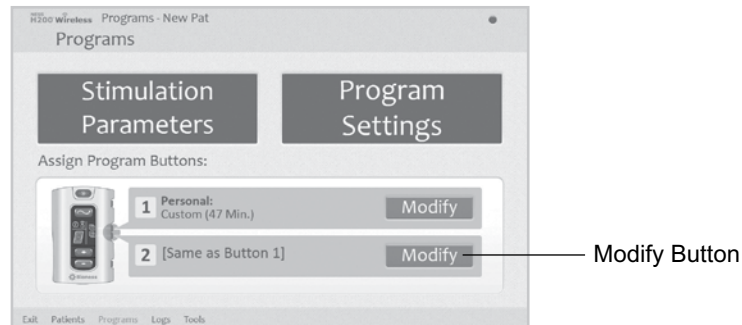 H200 Wireless Programs - New Pat
Programs
Stimulation Parameters
Program Settings
Assign Program Buttons:
1 Personal:
Custom (47 Min.)
Modify
2 [Same as Button 1]
Modify
Modify Button
Exit Patients Programs Logs Tools